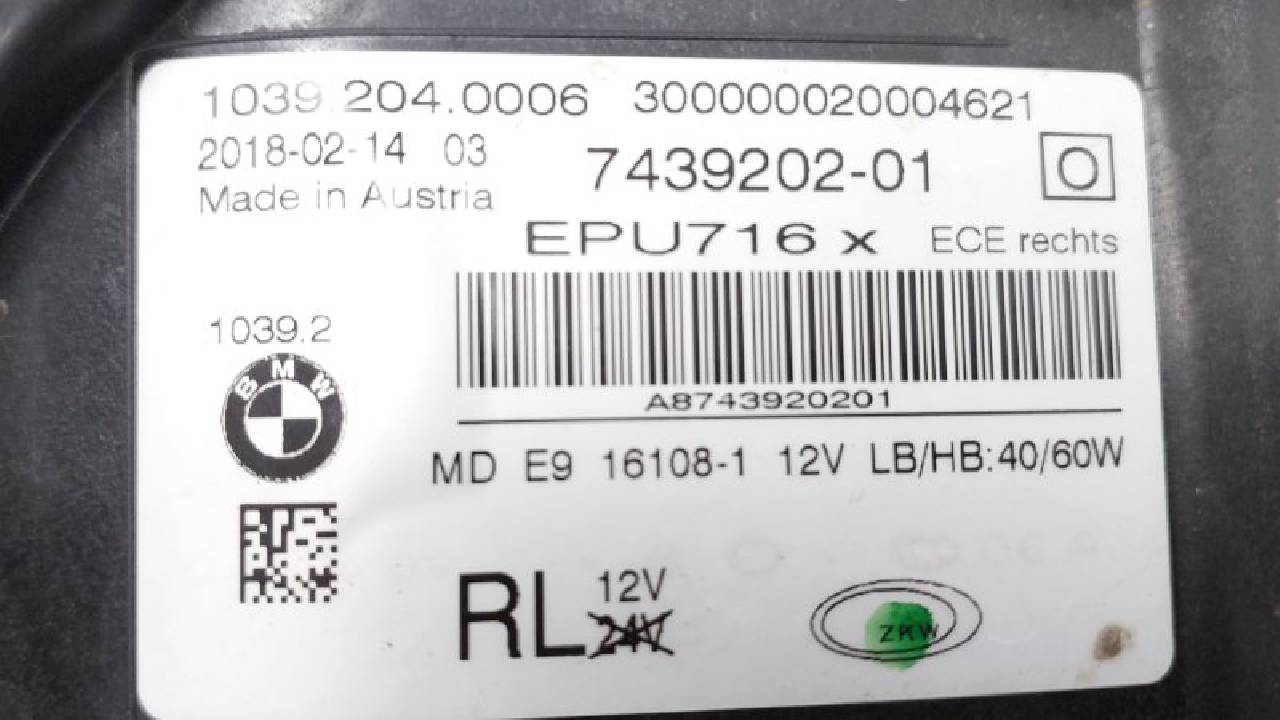 1039.204.0006 300000020004621
2018-02-14 03
7439202-01 O
Made in Austria
EPU716 x ECE rechts
1039.2
BMW
A8743920201
MD E9 16108-1 12V LB/HB:40/60W
RL 12V
24V
ZKW